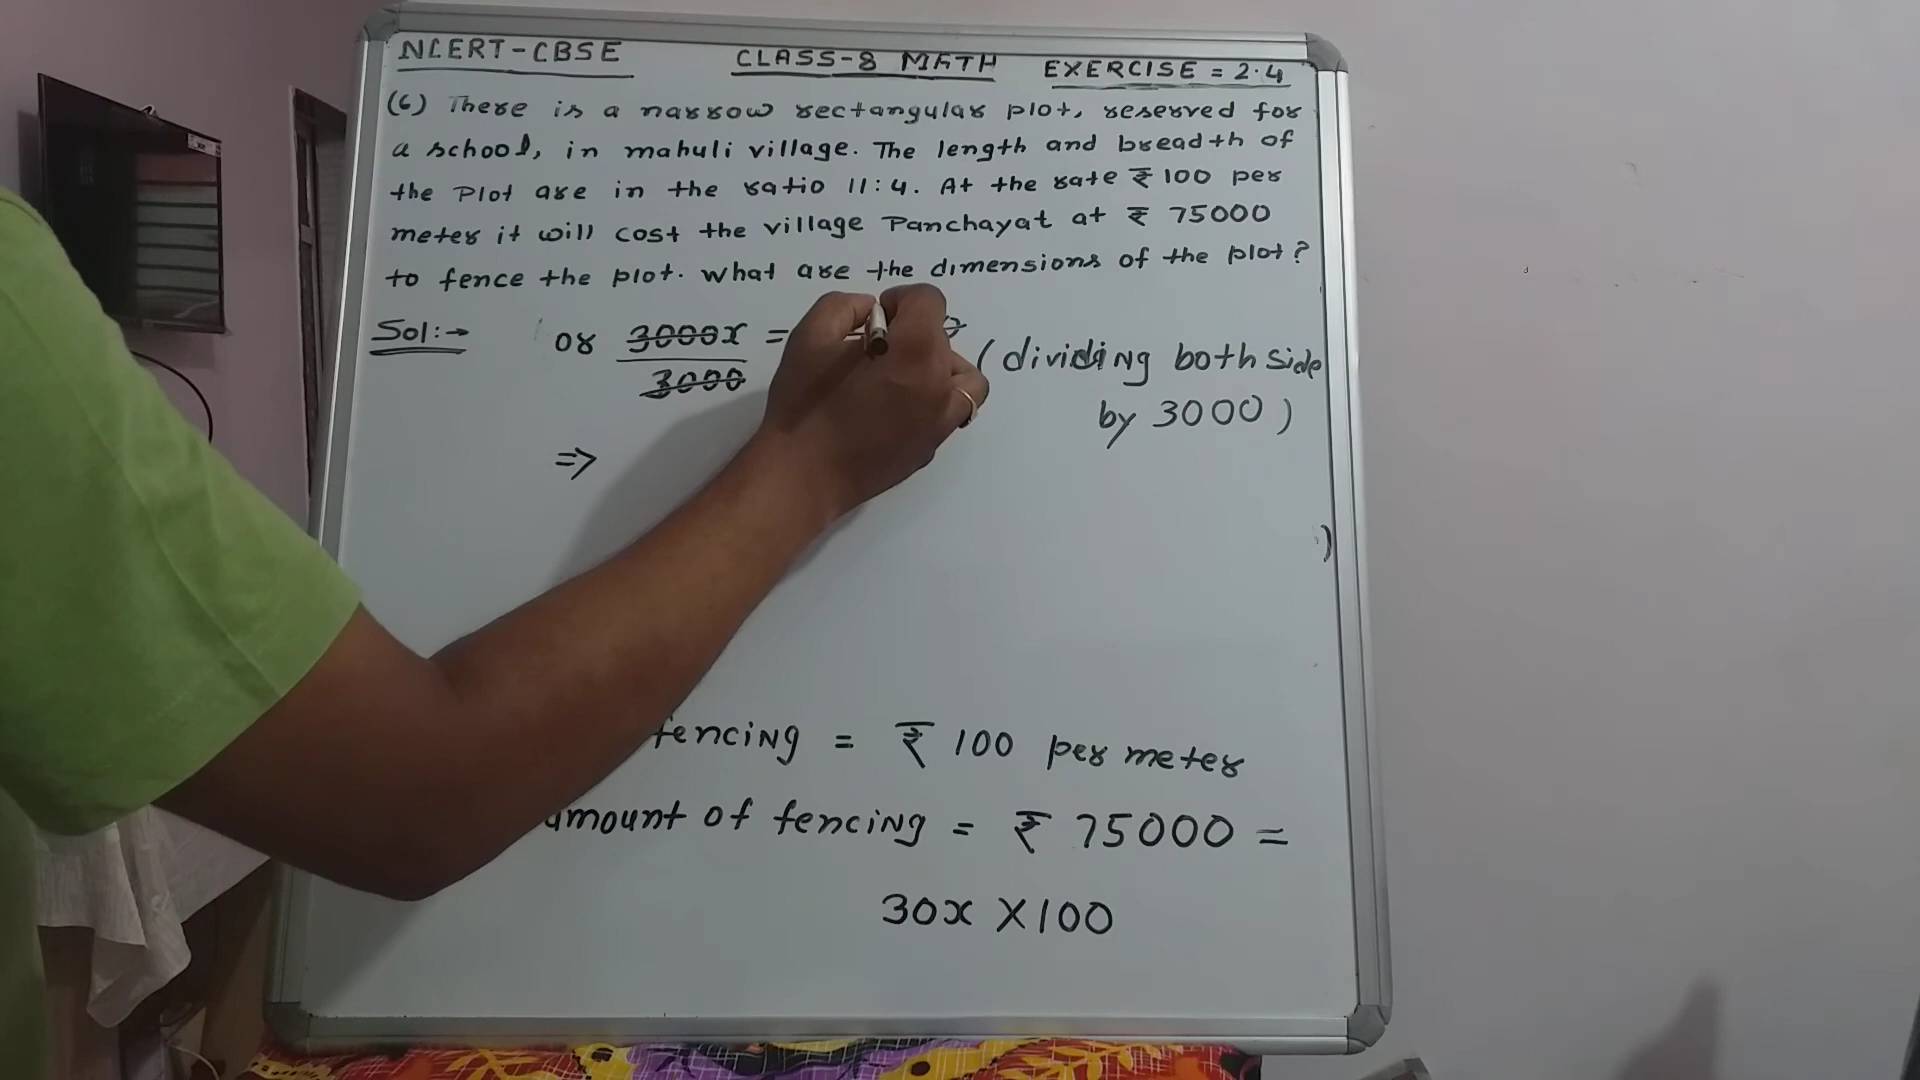 NCERT-CBSE CLASS-8 MATH EXERCISE = 2.4
(6) There is a narrow rectangular plot, reserved for
a school, in mahuli village. The length and breadth of
the Plot are in the ratio 11:4. At the rate ₹ 100 per
meter it will cost the village Panchayat at ₹ 75000
to fence the plot. What are the dimensions of the plot?
Sol:→ or 3000x =
3000
(dividing both side
by 3000)
⇒
)
fencing = ₹ 100 per meter
amount of fencing = ₹ 75000 =
30x X 100